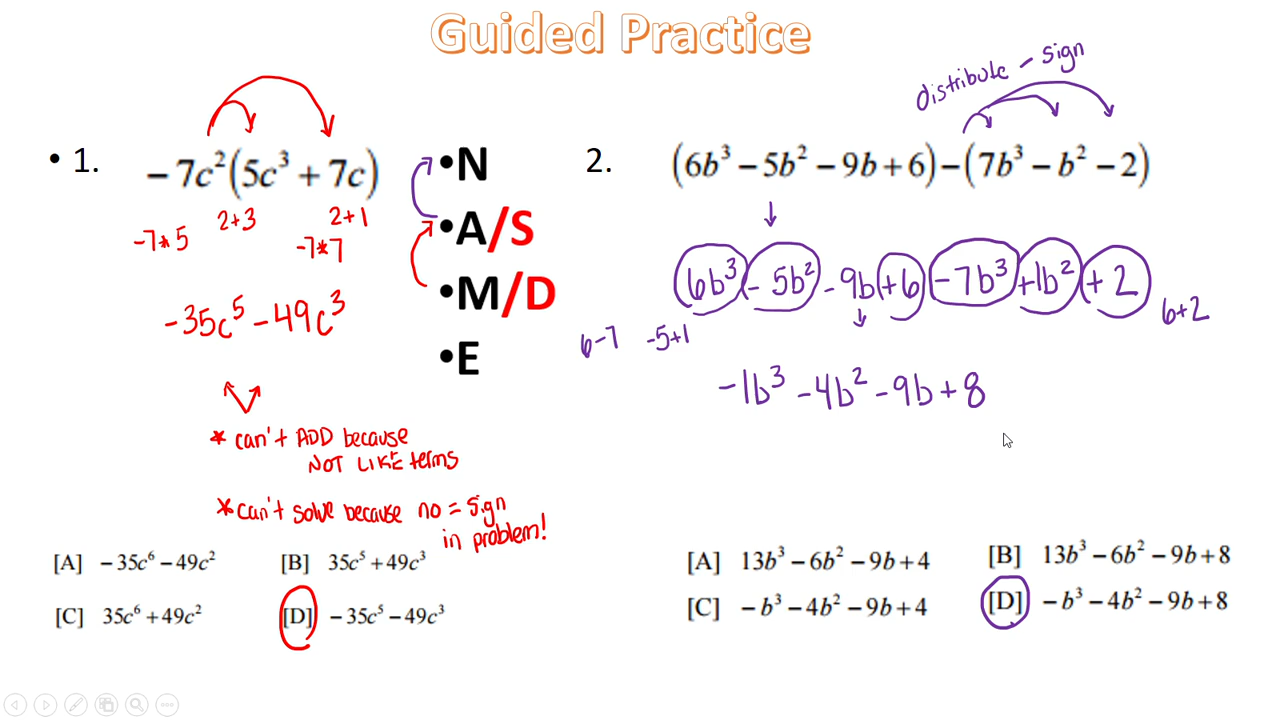 Guided Practice
• 1. −7c²(5c³ + 7c)
-7*5 2+3 2+1
-7*7
-35c⁵ -49c³
* can't ADD because
NOT LIKE terms
* can't solve because no = sign
in problem!
[A] −35c⁶ −49c² [B] 35c⁵ +49c³
[C] 35c⁶ +49c² [D] −35c⁵ −49c³
•N
•A/S
•M/D
•E
distribute - sign
2. (6b³ − 5b² − 9b + 6) − (7b³ − b² − 2)
6b³ - 5b² - 9b +6 -7b³ +1b² + 2
6-7 -5+1 6+2
-1b³ -4b² -9b +8
[A] 13b³ − 6b² − 9b + 4 [B] 13b³ − 6b² − 9b + 8
[C] −b³ − 4b² − 9b + 4 [D] −b³ − 4b² − 9b + 8